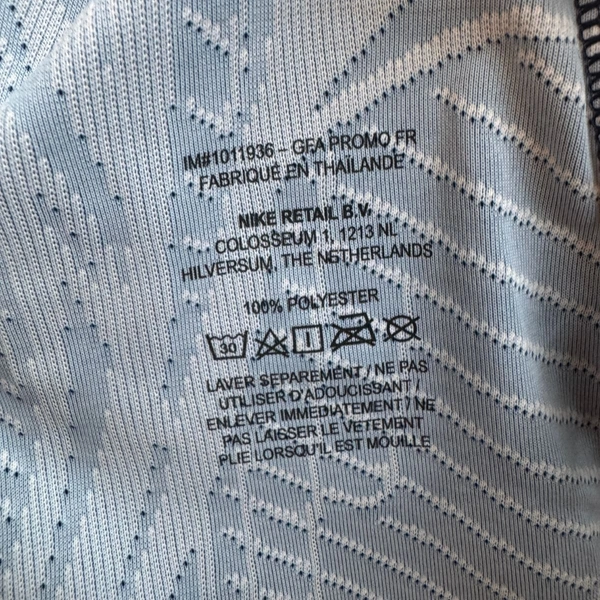 IM#1011936 - GFA PROMO FR
FABRIQUÉ EN THAILANDE
NIKE RETAIL B.V.
COLOSSEUM 1, 1213 NL
HILVERSUM, THE NETHERLANDS
100% POLYESTER
30
LAVER SEPAREMENT / NE PAS
UTILISER D'ADOUCISSANT /
ENLEVER IMMEDIATEMENT / NE
PAS LAISSER LE VETEMENT
PLIE LORSQU'IL EST MOUILLE